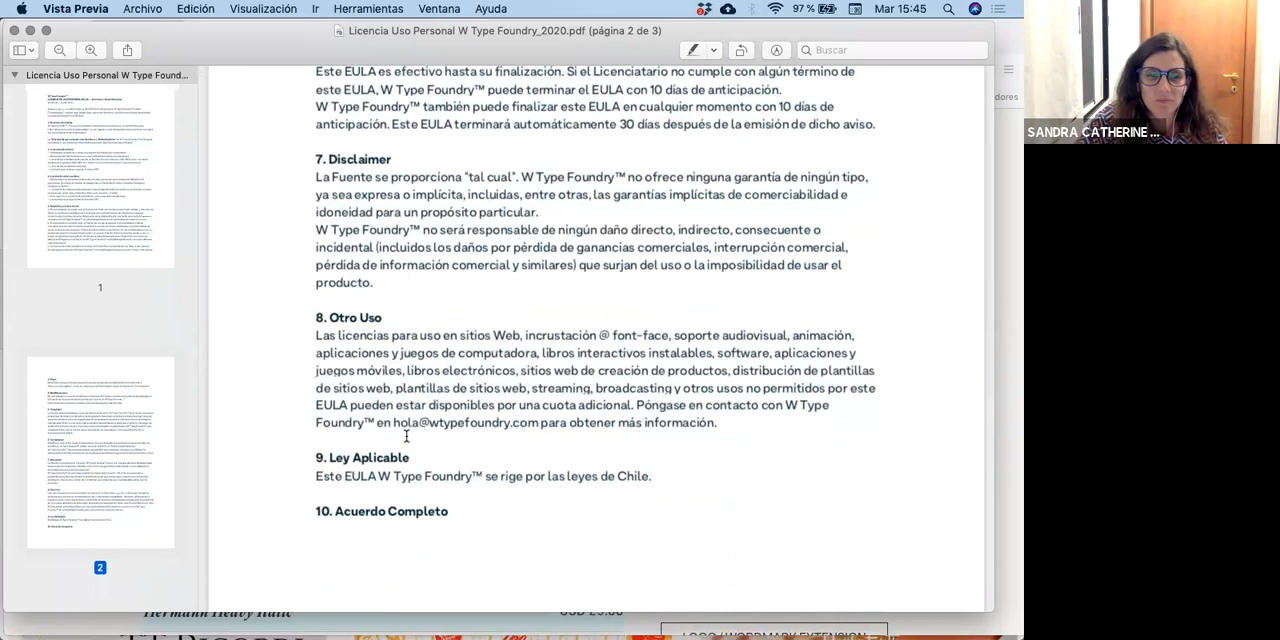 Vista Previa Archivo Edición Visualización Ir Herramientas Ventana Ayuda 97% Mar 15:45
Licencia Uso Personal W Type Foundry_2020.pdf (página 2 de 3)
Buscar
Licencia Uso Personal W Type Found...
1
2
Este EULA es efectivo hasta su finalización. Si el Licenciatario no cumple con algún término de
este EULA, W Type Foundry™ puede terminar el EULA con 10 días de anticipación.
W Type Foundry™ también puede finalizar este EULA en cualquier momento con 10 días de
anticipación. Este EULA terminará automáticamente 30 días después de la emisión de dicho aviso.
7. Disclaimer
La Fuente se proporciona "tal cual". W Type Foundry™ no ofrece ninguna garantía de ningún tipo,
ya sea expresa o implícita, incluidas, entre otras, las garantías implícitas de comerciabilidad e
idoneidad para un propósito particular.
W Type Foundry™ no será responsable de ningún daño directo, indirecto, consecuente o
incidental (incluidos los daños por pérdida de ganancias comerciales, interrupción comercial,
pérdida de información comercial y similares) que surjan del uso o la imposibilidad de usar el
producto.
8. Otro Uso
Las licencias para uso en sitios Web, incrustación @ font-face, soporte audiovisual, animación,
aplicaciones y juegos de computadora, libros interactivos instalables, software, aplicaciones y
juegos móviles, libros electrónicos, sitios web de creación de productos, distribución de plantillas
de sitios web, plantillas de sitios web, streaming, broadcasting y otros usos no permitidos por este
EULA pueden estar disponibles por una cuota adicional. Póngase en contacto con W Type
Foundry™ en hola@wtypefoundry.com para obtener más información.
9. Ley Aplicable
Este EULA W Type Foundry™ se rige por las leyes de Chile.
10. Acuerdo Completo
adores
SANDRA CATHERINE ...
Hermann Heavy Italic USD 29.00
LOGO / WORDMARK EXTENSION